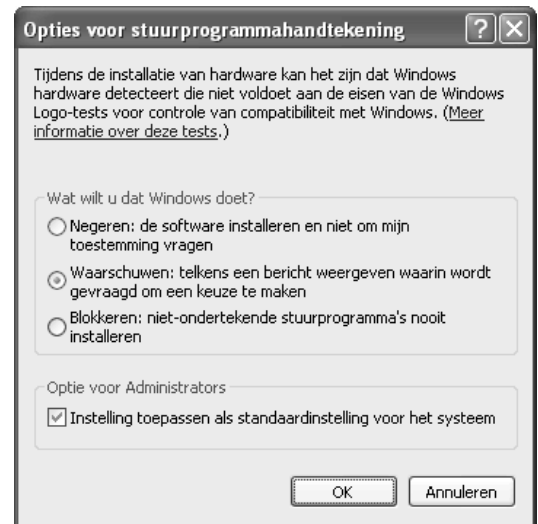 Opties voor stuurprogrammahandtekening
Tijdens de installatie van hardware kan het zijn dat Windows
hardware detecteert die niet voldoet aan de eisen van de Windows
Logo-tests voor controle van compatibiliteit met Windows. (Meer
informatie over deze tests.)
Wat wilt u dat Windows doet?
Negeren: de software installeren en niet om mijn
toestemming vragen
Waarschuwen: telkens een bericht weergeven waarin wordt
gevraagd om een keuze te maken
Blokkeren: niet-ondertekende stuurprogramma's nooit
installeren
Optie voor Administrators
Instelling toepassen als standaardinstelling voor het systeem
OK
Annuleren